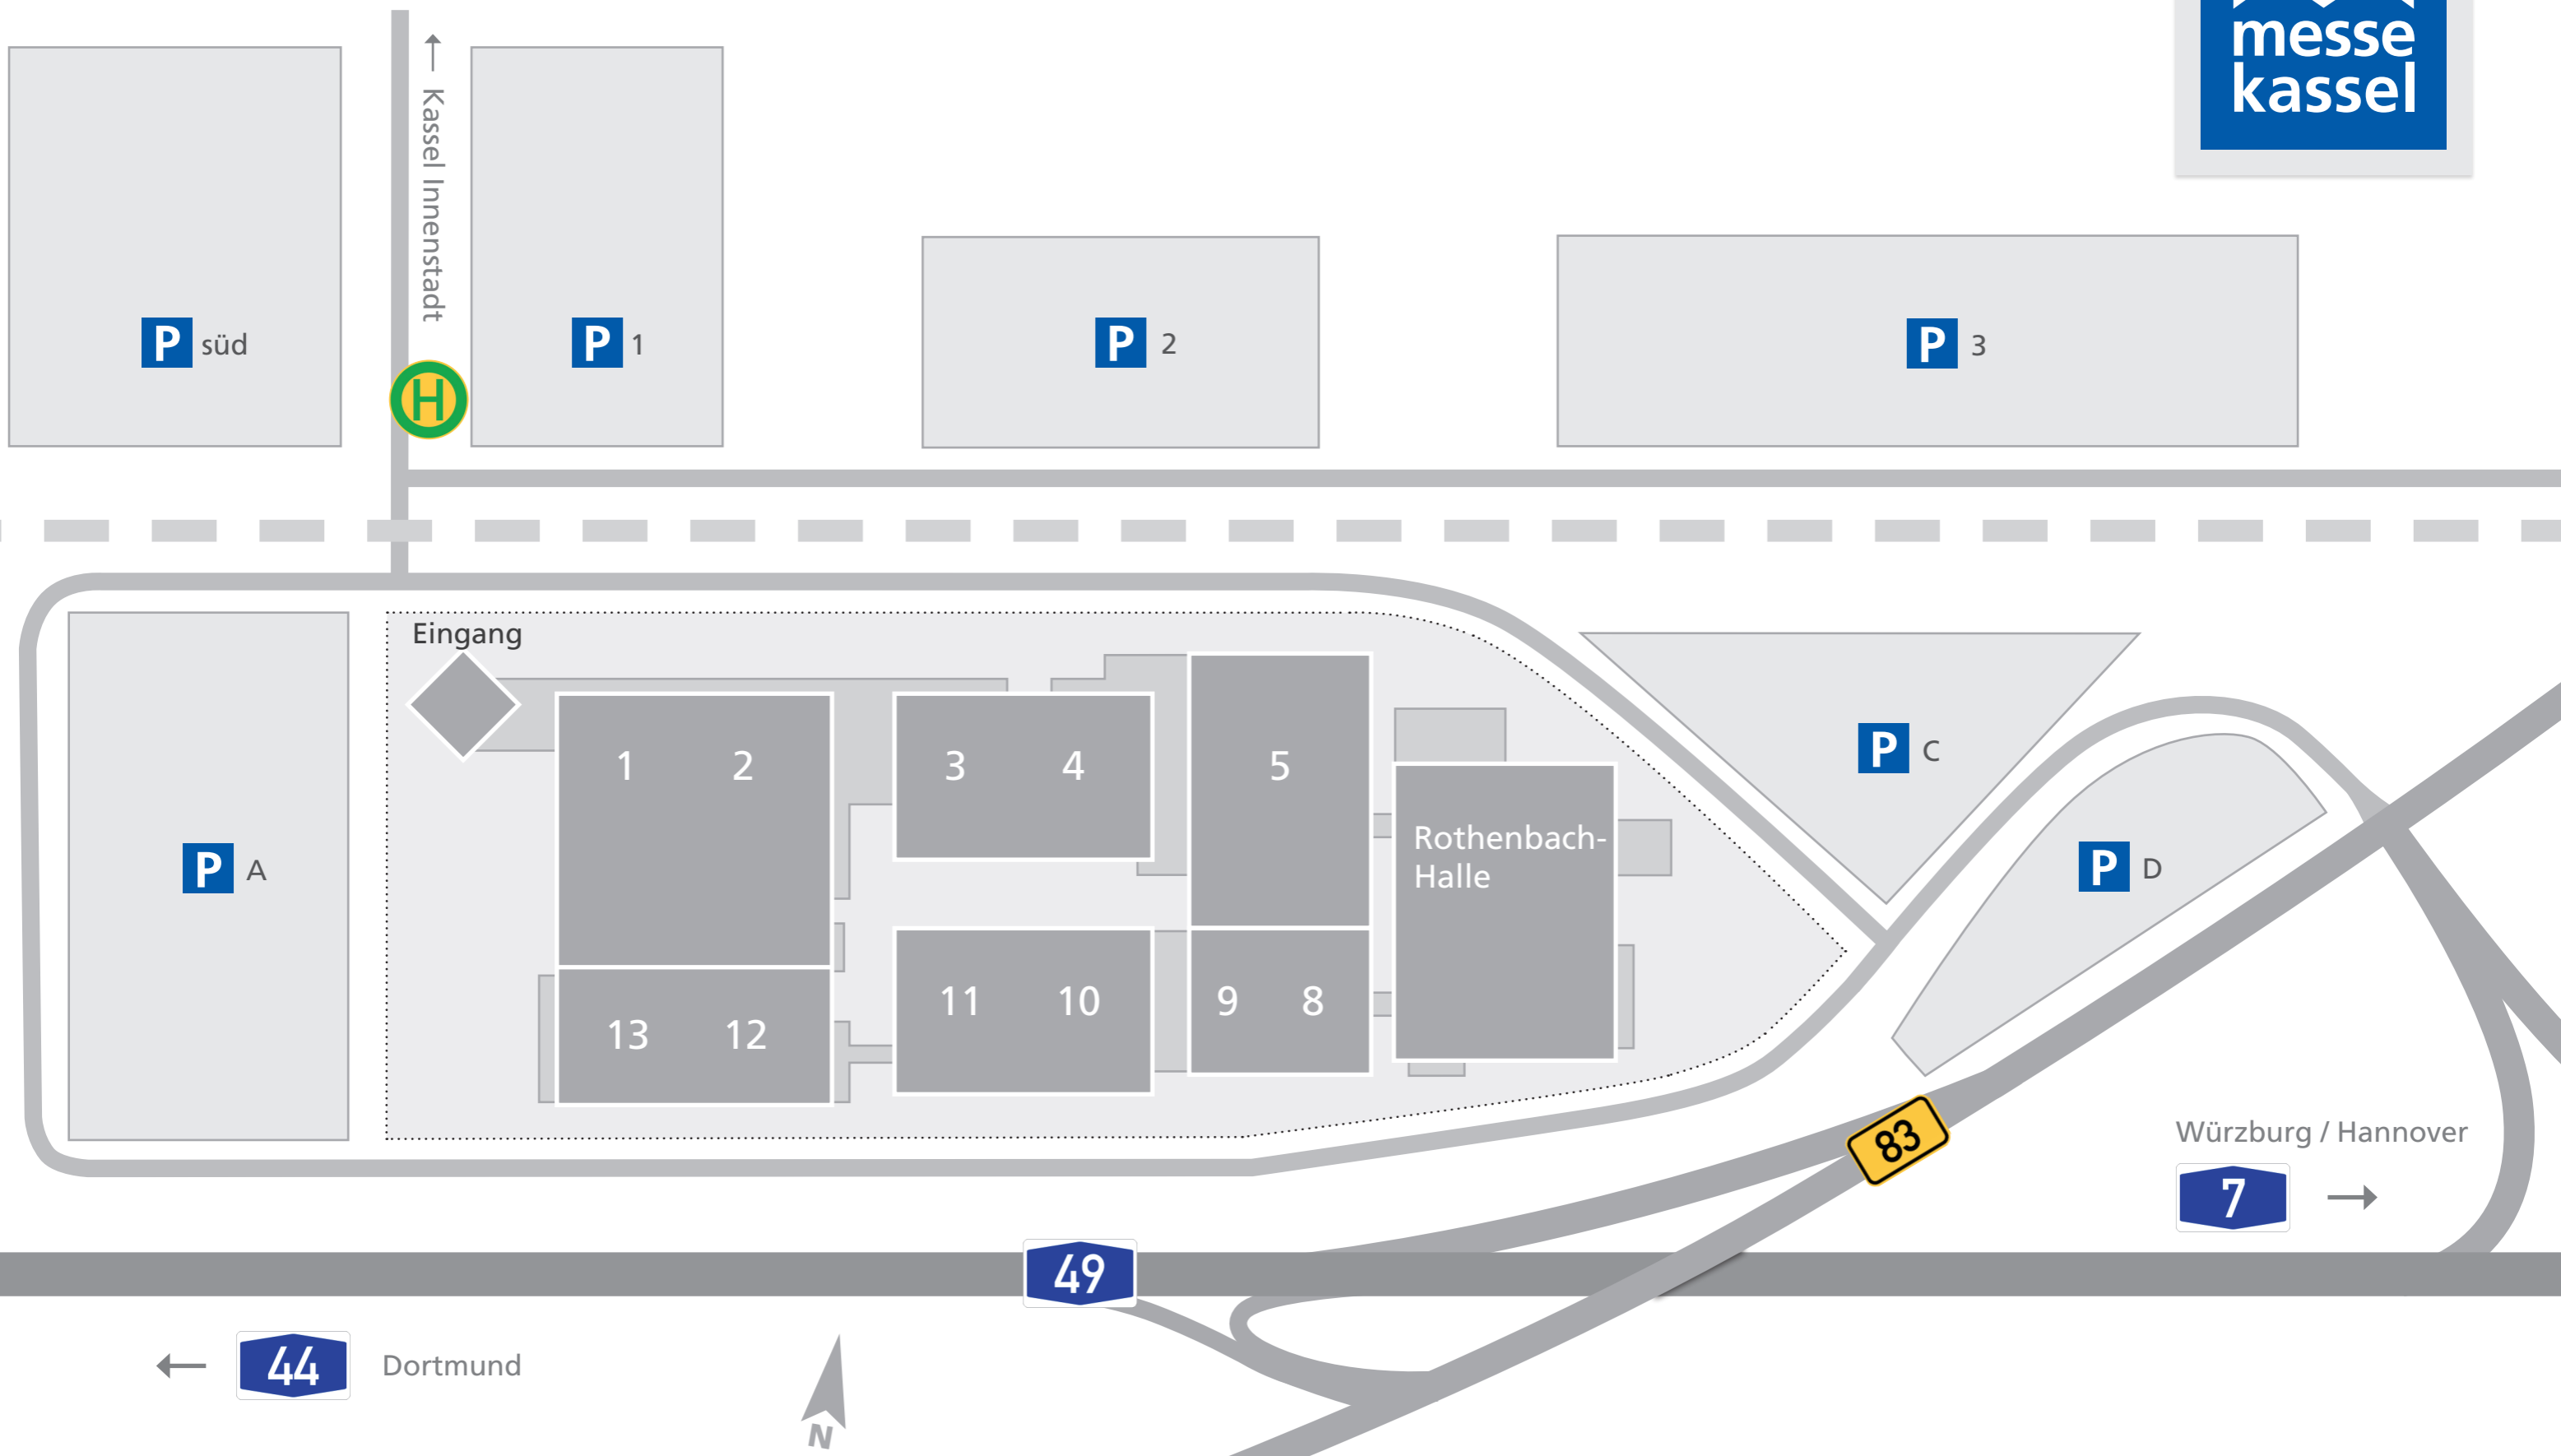 messe
kassel
Kassel Innenstadt
P süd
P 1
P 2
P 3
H
Eingang
1
2
3
4
5
Rothenbach-
Halle
P C
P A
P D
13
12
11
10
9
8
83
Würzburg / Hannover
7
49
44 Dortmund
N